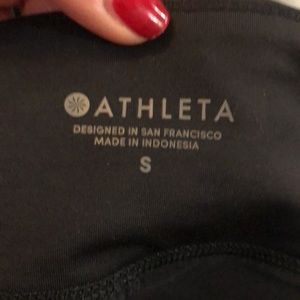 ATHLETA
DESIGNED IN SAN FRANCISCO
MADE IN INDONESIA
S